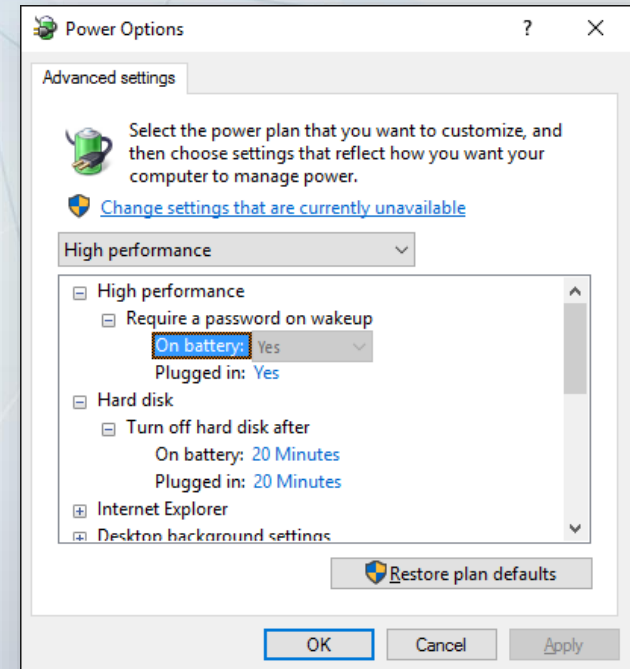 Power Options
Advanced settings
Select the power plan that you want to customize, and
then choose settings that reflect how you want your
computer to manage power.
Change settings that are currently unavailable
High performance
High performance
Require a password on wakeup
On battery: Yes
Plugged in: Yes
Hard disk
Turn off hard disk after
On battery: 20 Minutes
Plugged in: 20 Minutes
Internet Explorer
Desktop background settings
Restore plan defaults
OK Cancel Apply